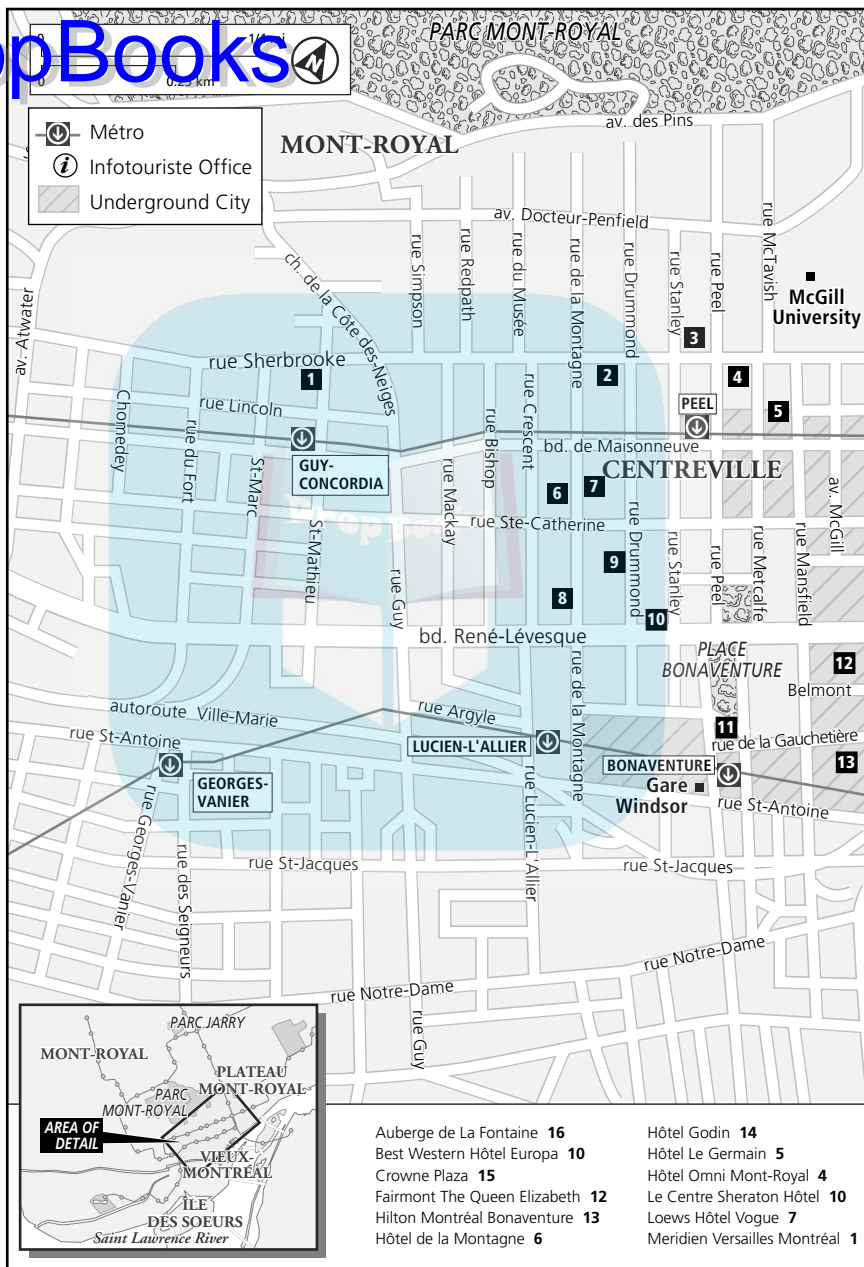 opBooks
0
0.25 km
PARC MONT-ROYAL
Métro
i Infotouriste Office
Underground City
MONT-ROYAL
av. des Pins
av. Docteur-Penfield
av. Atwater
ch. de la Côte des-Neiges
rue Simpson
rue Redpath
rue du Musée
rue de la Montagne
rue Drummond
rue Stanley
rue Peel
rue McTavish
McGill
University
rue Sherbrooke
1
2
3
4
5
rue Lincoln
Chomedey
rue du Fort
St-Marc
St-Mathieu
GUY-
CONCORDIA
rue Guy
rue Mackay
rue Bishop
rue Crescent
PEEL
bd. de Maisonneuve
CENTREVILLE
6
7
rue Ste-Catherine
rue Drummond
rue Stanley
rue Peel
rue Metcalfe
rue Mansfield
av. McGill
Drop Books
8
9
10
bd. René-Lévesque
PLACE
BONAVENTURE
12
Belmont
autoroute Ville-Marie
rue Argyle
rue de la Montagne
11
rue de la Gauchetière
rue St-Antoine
LUCIEN-L'ALLIER
BONAVENTURE
13
GEORGES-
VANIER
Gare
Windsor
rue St-Antoine
rue Georges-Vanier
rue des Seigneurs
rue Lucien-L'Allier
rue St-Jacques
rue St-Jacques
rue Notre-Dame
rue Notre-Dame
rue Guy
PARC JARRY
MONT-ROYAL
PLATEAU
MONT-ROYAL
PARC
MONT-ROYAL
AREA OF
DETAIL
VIEUX-
MONTRÉAL
ÎLE
DES SOEURS
Saint Lawrence River
Auberge de La Fontaine 16
Best Western Hôtel Europa 10
Crowne Plaza 15
Fairmont The Queen Elizabeth 12
Hilton Montréal Bonaventure 13
Hôtel de la Montagne 6
Hôtel Godin 14
Hôtel Le Germain 5
Hôtel Omni Mont-Royal 4
Le Centre Sheraton Hôtel 10
Loews Hôtel Vogue 7
Meridien Versailles Montréal 1